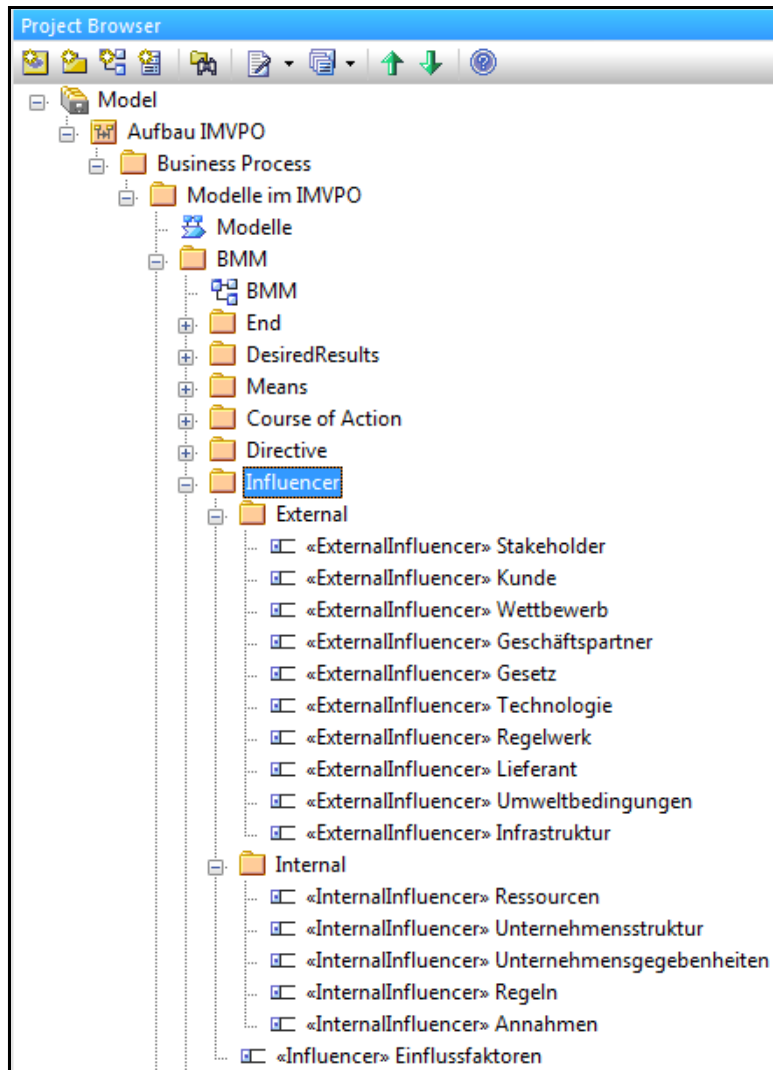 Project Browser
Model
Aufbau IMVPO
Business Process
Modelle im IMVPO
Modelle
BMM
BMM
End
DesiredResults
Means
Course of Action
Directive
Influencer
External
«ExternalInfluencer» Stakeholder
«ExternalInfluencer» Kunde
«ExternalInfluencer» Wettbewerb
«ExternalInfluencer» Geschäftspartner
«ExternalInfluencer» Gesetz
«ExternalInfluencer» Technologie
«ExternalInfluencer» Regelwerk
«ExternalInfluencer» Lieferant
«ExternalInfluencer» Umweltbedingungen
«ExternalInfluencer» Infrastruktur
Internal
«InternalInfluencer» Ressourcen
«InternalInfluencer» Unternehmensstruktur
«InternalInfluencer» Unternehmensgegebenheiten
«InternalInfluencer» Regeln
«InternalInfluencer» Annahmen
«Influencer» Einflussfaktoren